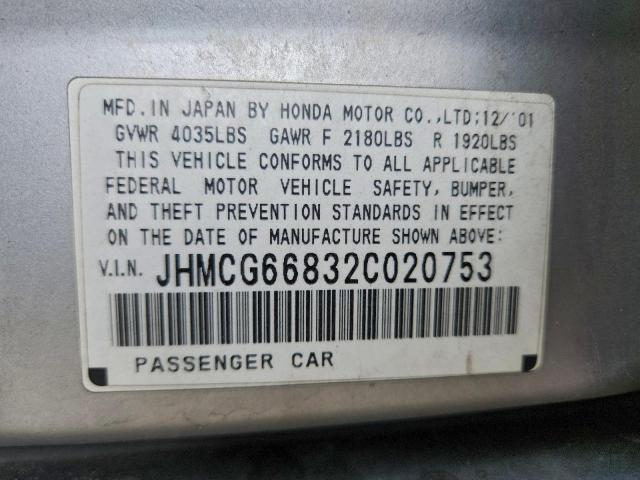 MFD.IN JAPAN BY HONDA MOTOR CO.,LTD;12/'01
GVWR 4035LBS GAWR F 2180LBS R 1920LBS
THIS VEHICLE CONFORMS TO ALL APPLICABLE
FEDERAL MOTOR VEHICLE SAFETY, BUMPER,
AND THEFT PREVENTION STANDARDS IN EFFECT
ON THE DATE OF MANUFACTURE SHOWN ABOVE:
V.I.N. JHMCG66832C020753
PASSENGER CAR